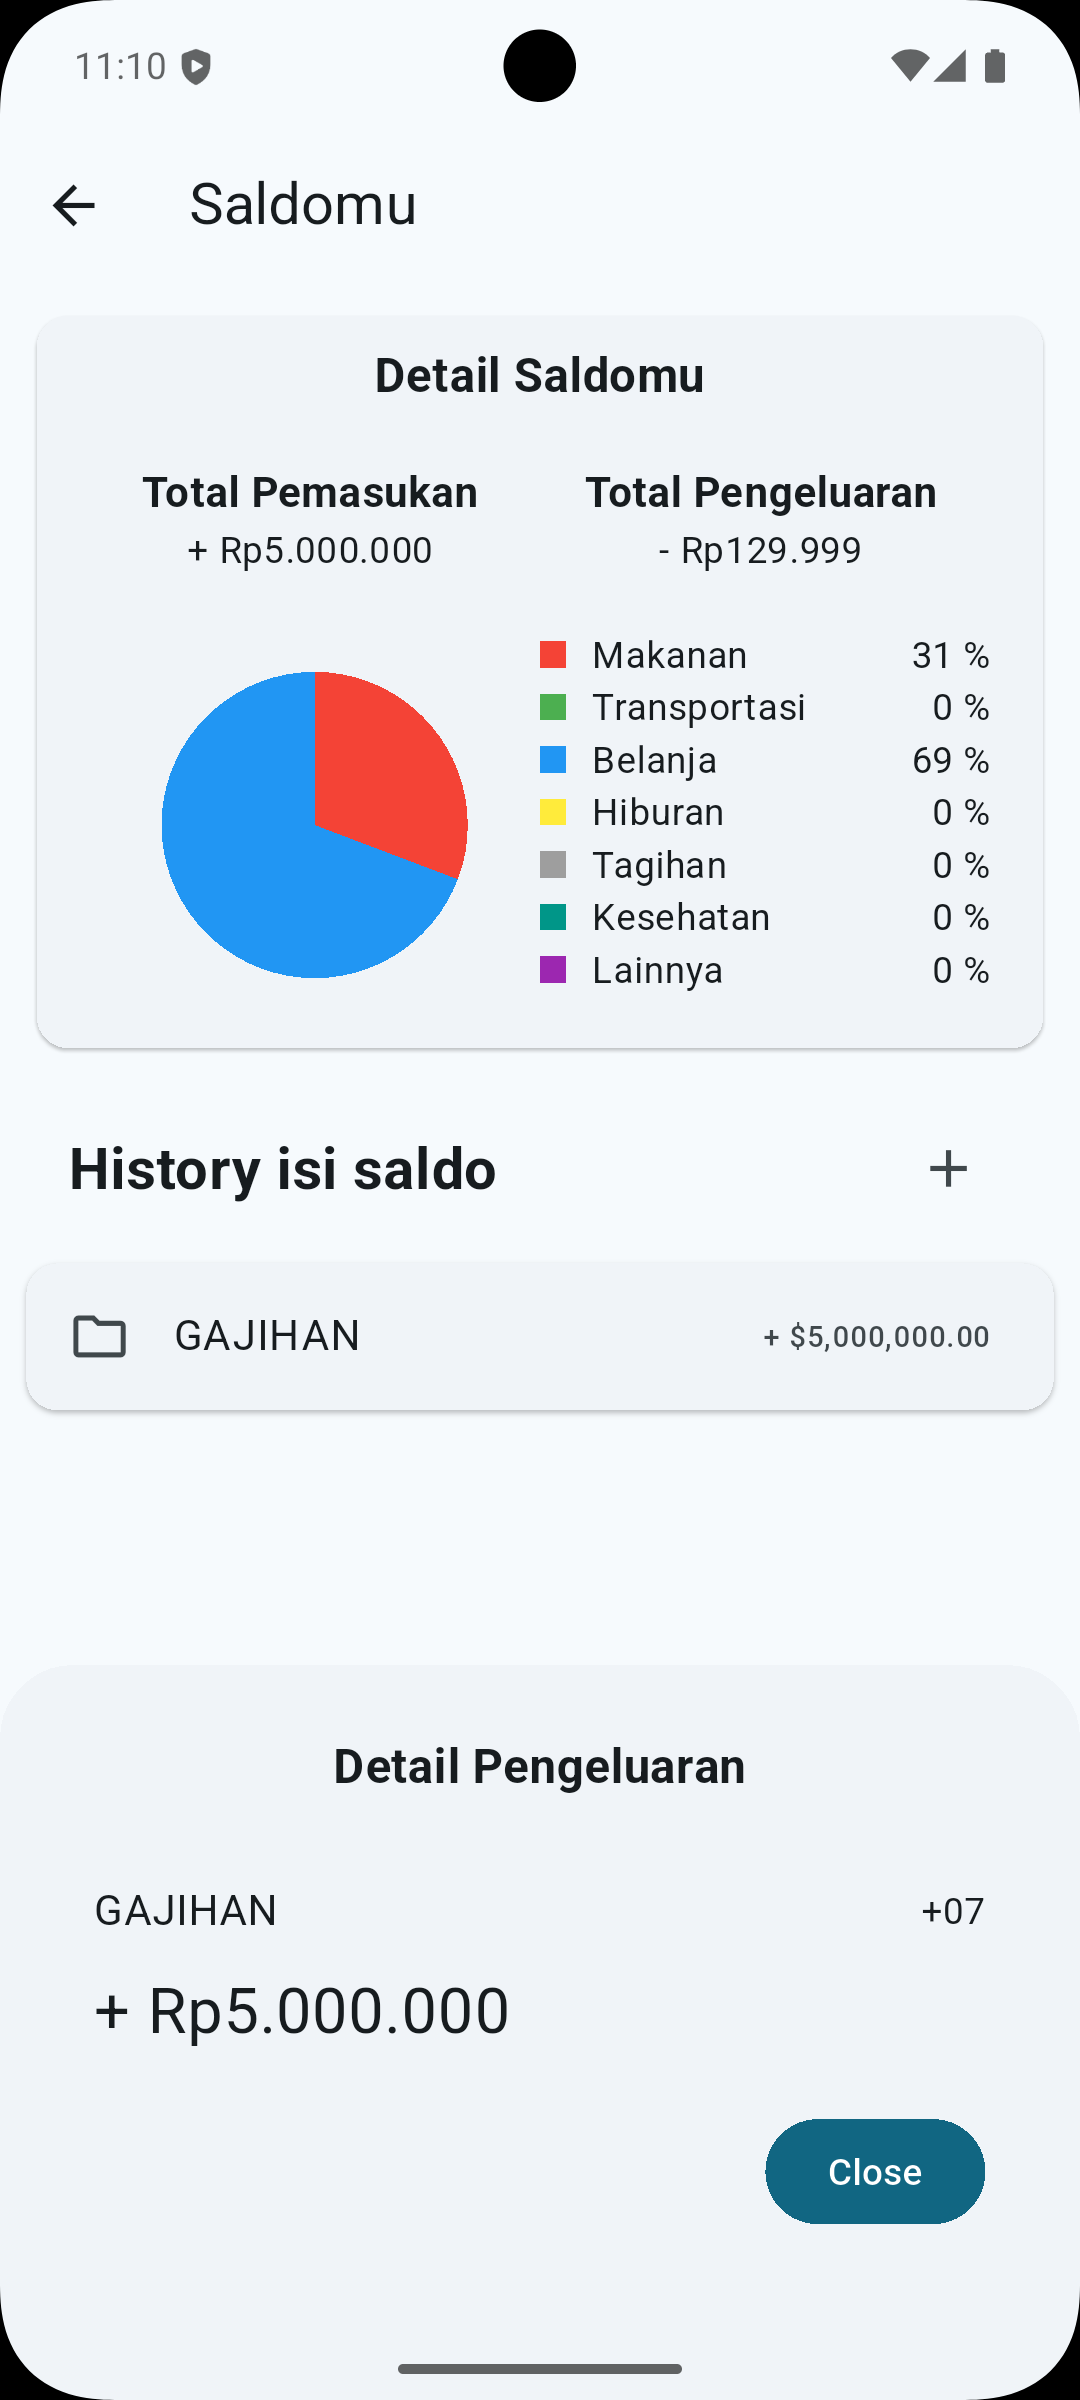 11:10
Saldomu
Detail Saldomu
Total Pemasukan Total Pengeluaran
+ Rp5.000.000 - Rp129.999
Makanan 31 %
Transportasi 0 %
Belanja 69 %
Hiburan 0 %
Tagihan 0 %
Kesehatan 0 %
Lainnya 0 %
History isi saldo
GAJIHAN + $5,000,000.00
Detail Pengeluaran
GAJIHAN +07
+ Rp5.000.000
Close